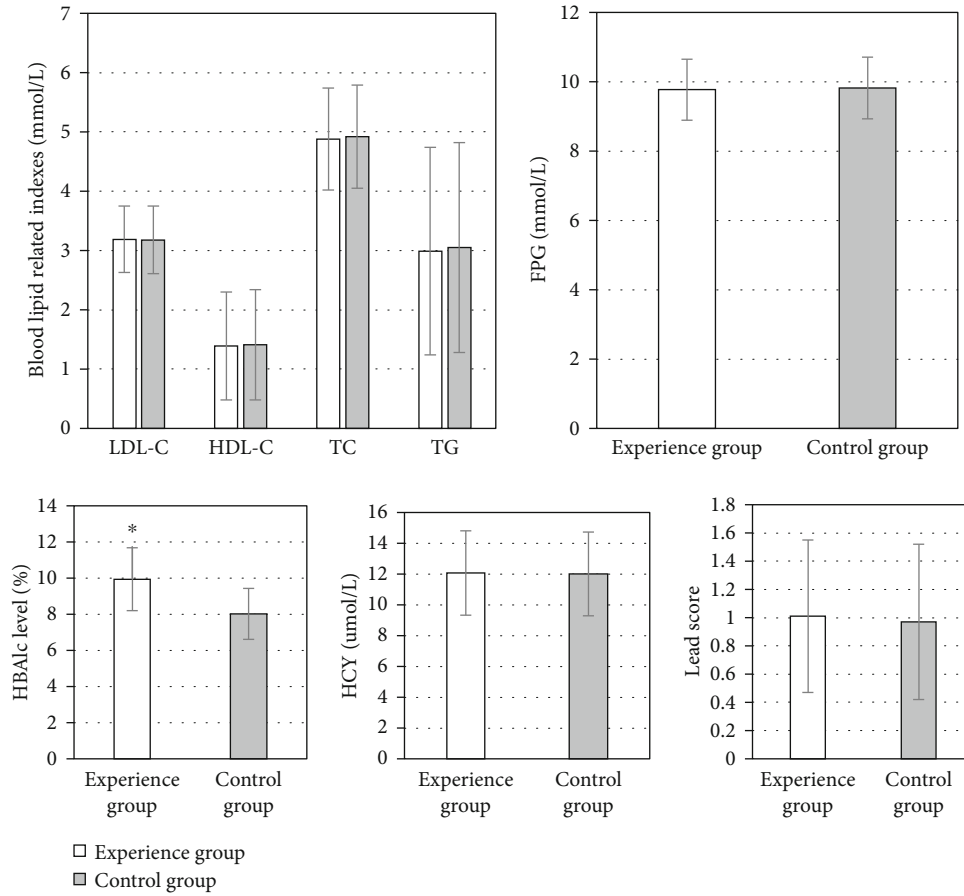 Blood lipid related indexes (mmol/L)
7
6
5
4
3
2
1
0
LDL-C HDL-C TC TG
FPG (mmol/L)
12
10
8
6
4
2
0
Experience group Control group
HBAlc level (%)
14
12
10
8
6
4
2
0
*
Experience
group
Control
group
HCY (umol/L)
16
14
12
10
8
6
4
2
0
Experience
group
Control
group
Lead score
1.8
1.6
1.4
1.2
1
0.8
0.6
0.4
0.2
0
Experience
group
Control
group
Experience group
Control group